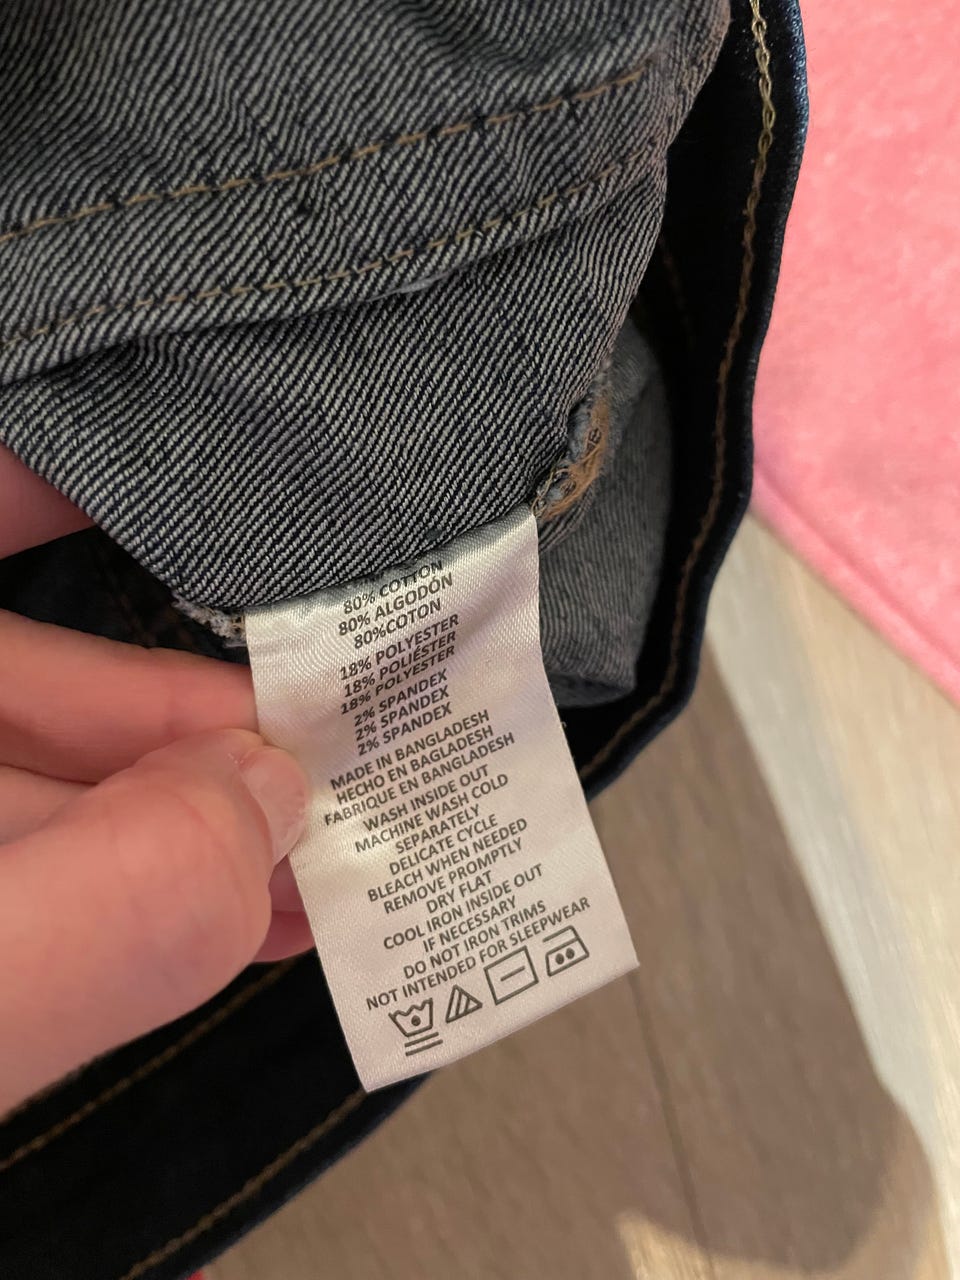 80% COTTON
80% ALGODÓN
80%COTON
18% POLYESTER
18% POLIÉSTER
18% POLYESTER
2% SPANDEX
2% SPANDEX
2% SPANDEX
MADE IN BANGLADESH
HECHO EN BAGLADESH
FABRIQUE EN BANGLADESH
WASH INSIDE OUT
MACHINE WASH COLD
SEPARATELY
DELICATE CYCLE
BLEACH WHEN NEEDED
REMOVE PROMPTLY
DRY FLAT
COOL IRON INSIDE OUT
IF NECESSARY
DO NOT IRON TRIMS
NOT INTENDED FOR SLEEPWEAR